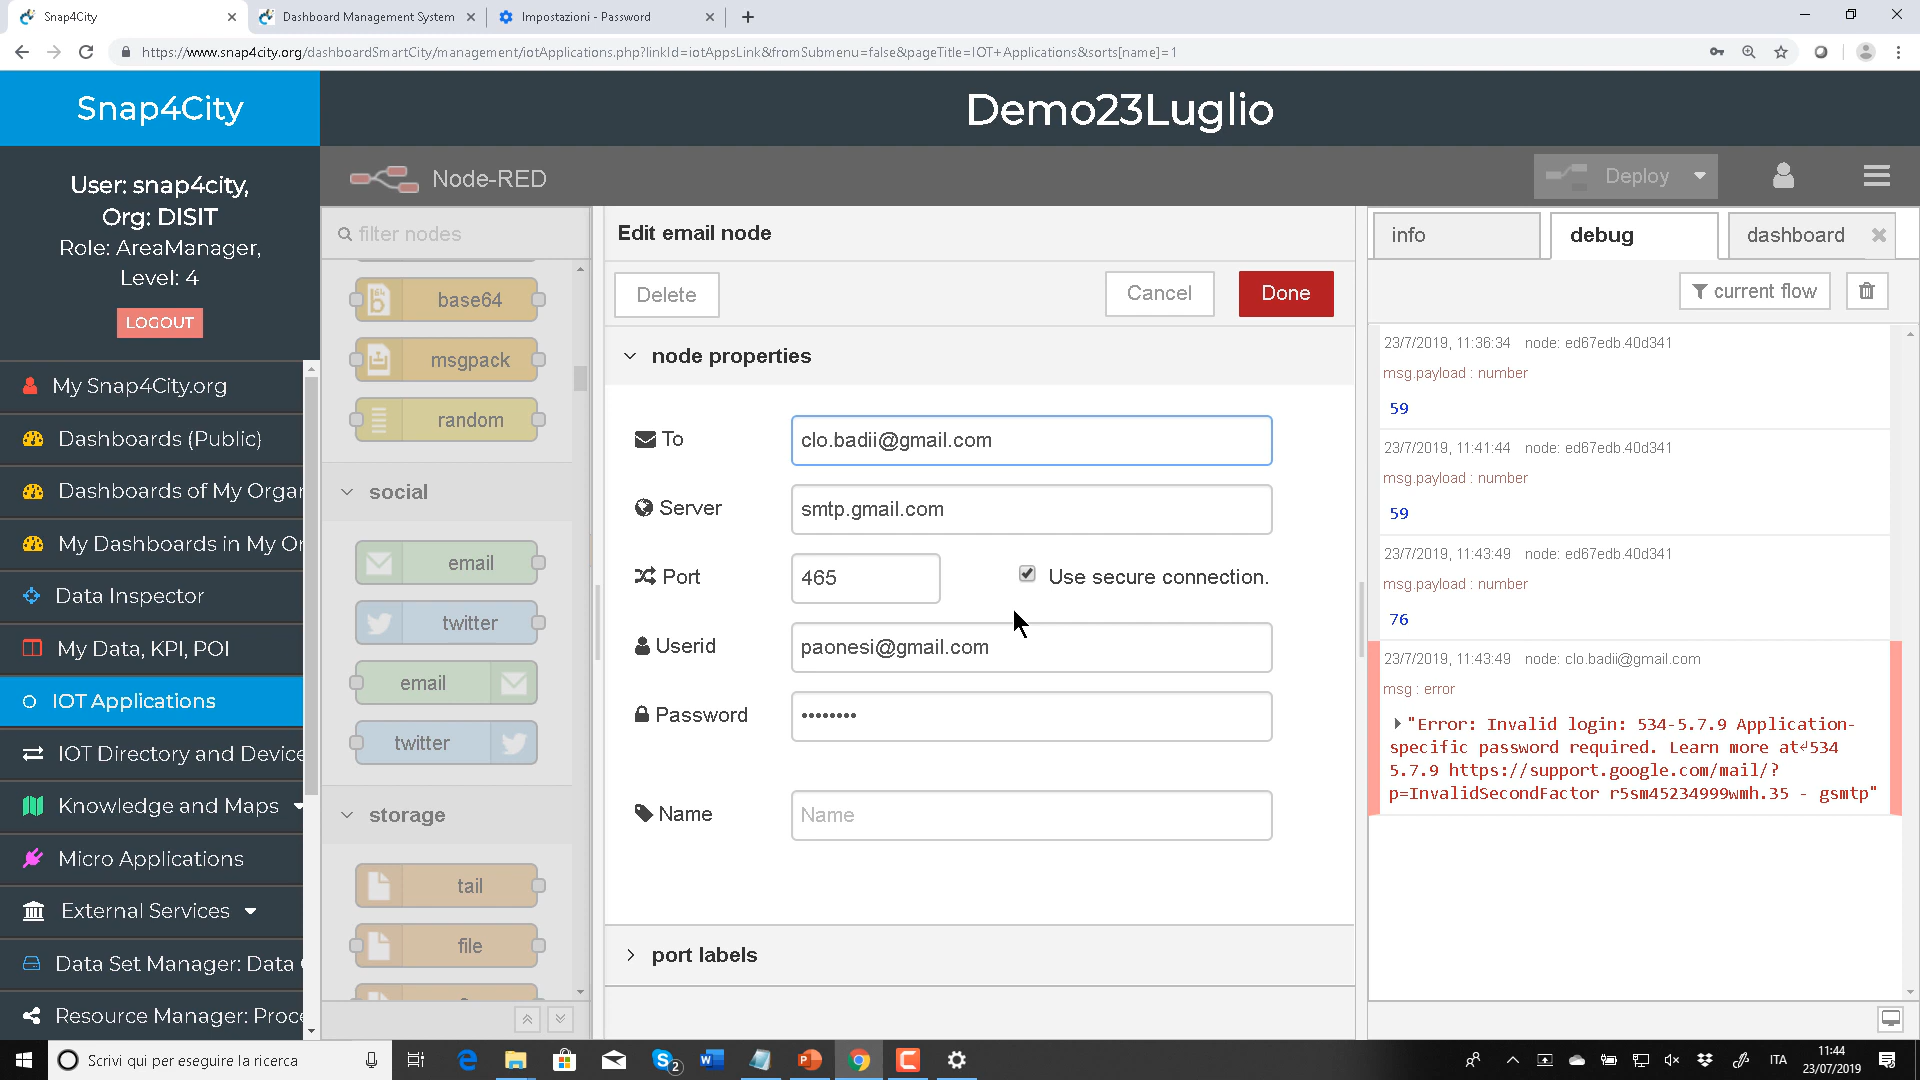 Snap4City
Dashboard Management System
Impostazioni - Password
https://www.snap4city.org/dashboardSmartCity/management/iotApplications.php?linkId=iotAppsLink&fromSubmenu=false&pageTitle=IOT+Applications&sorts[name]=1
Snap4City
Demo23Luglio
User: snap4city,
Org: DISIT
Role: AreaManager,
Level: 4
LOGOUT
My Snap4City.org
Dashboards (Public)
Dashboards of My Organ
My Dashboards in My Or
Data Inspector
My Data, KPI, POI
IOT Applications
IOT Directory and Device
Knowledge and Maps
Micro Applications
External Services
Data Set Manager: Data
Resource Manager: Proce
Node-RED
Deploy
filter nodes
base64
msgpack
random
social
email
twitter
email
twitter
storage
tail
file
Edit email node
Delete
Cancel
Done
node properties
To
clo.badii@gmail.com
Server
smtp.gmail.com
Port
465
Use secure connection.
Userid
paonesi@gmail.com
Password
••••••••
Name
Name
port labels
info
debug
dashboard
current flow
23/7/2019, 11:36:34 node: ed67edb.40d341
msg.payload : number
59
23/7/2019, 11:41:44 node: ed67edb.40d341
msg.payload : number
59
23/7/2019, 11:43:49 node: ed67edb.40d341
msg.payload : number
76
23/7/2019, 11:43:49 node: clo.badii@gmail.com
msg : error
"Error: Invalid login: 534-5.7.9 Application-
specific password required. Learn more at↵534
5.7.9 https://support.google.com/mail/?
p=InvalidSecondFactor r5sm45234999wmh.35 - gsmtp"
Scrivi qui per eseguire la ricerca
2
ITA
11:44
23/07/2019